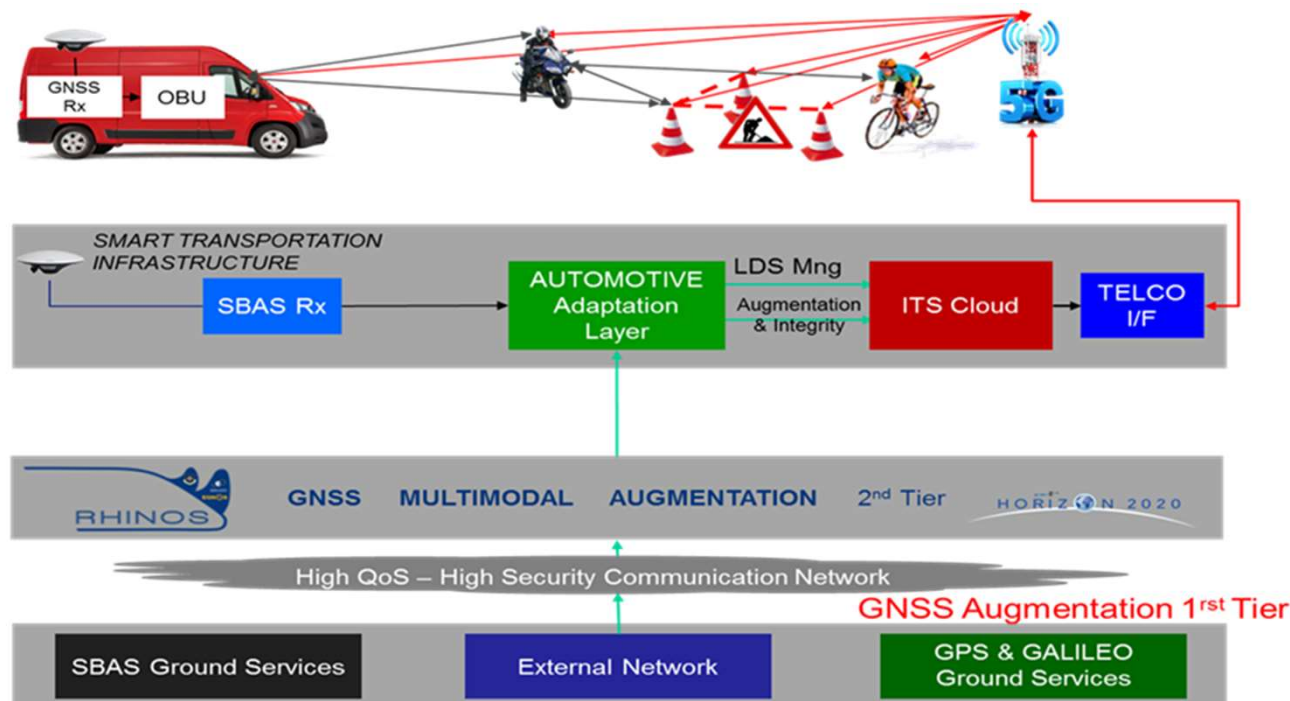 GNSS
Rx
OBU
5G
SMART TRANSPORTATION
INFRASTRUCTURE
SBAS Rx
AUTOMOTIVE
Adaptation
Layer
LDS Mng
Augmentation
& Integrity
ITS Cloud
TELCO
I/F
RHINOS
GNSS MULTIMODAL AUGMENTATION 2nd Tier
HORIZON 2020
High QoS – High Security Communication Network
GNSS Augmentation 1rst Tier
SBAS Ground Services
External Network
GPS & GALILEO
Ground Services